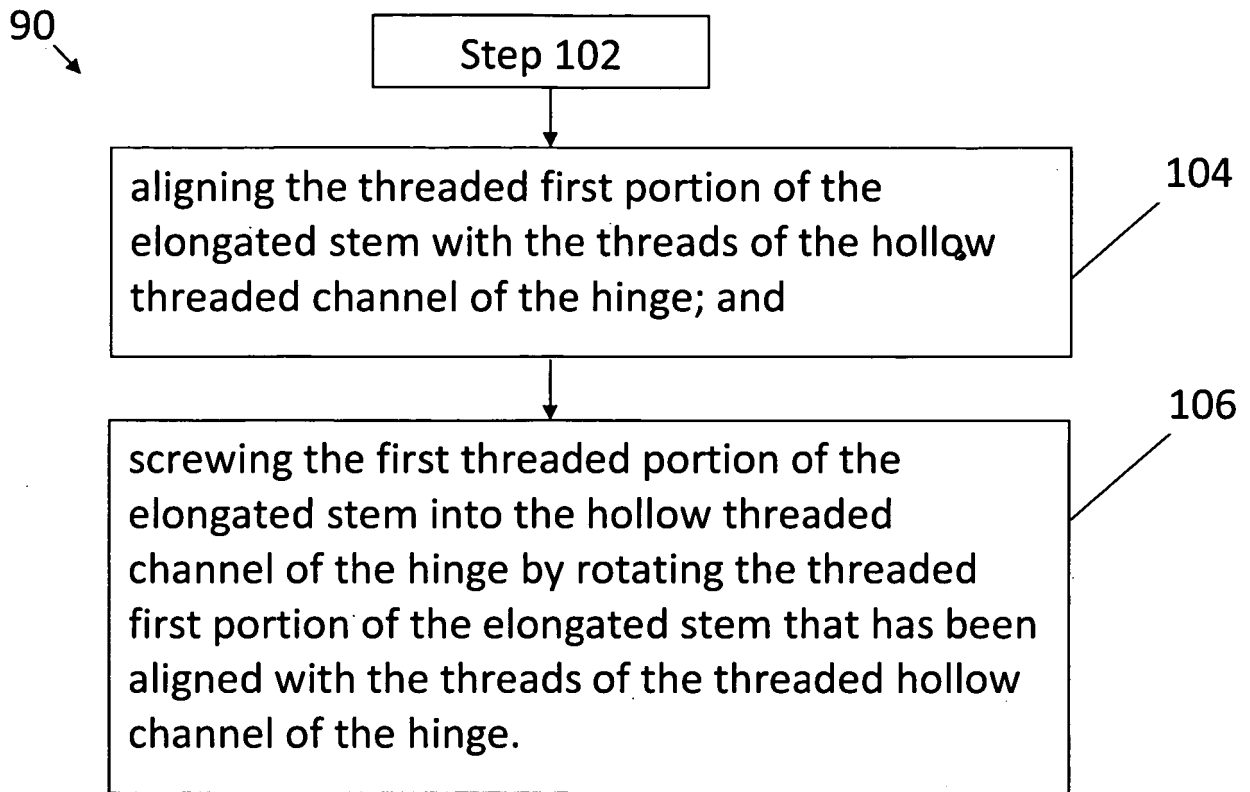 90
Step 102
aligning the threaded first portion of the
elongated stem with the threads of the hollow
threaded channel of the hinge; and
104
screwing the first threaded portion of the
elongated stem into the hollow threaded
channel of the hinge by rotating the threaded
first portion of the elongated stem that has been
aligned with the threads of the threaded hollow
channel of the hinge.
106